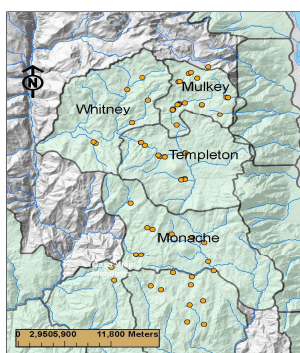 N
Mulkey
Whitney
Templeton
Monache
0 2,9505,900 11,800 Meters